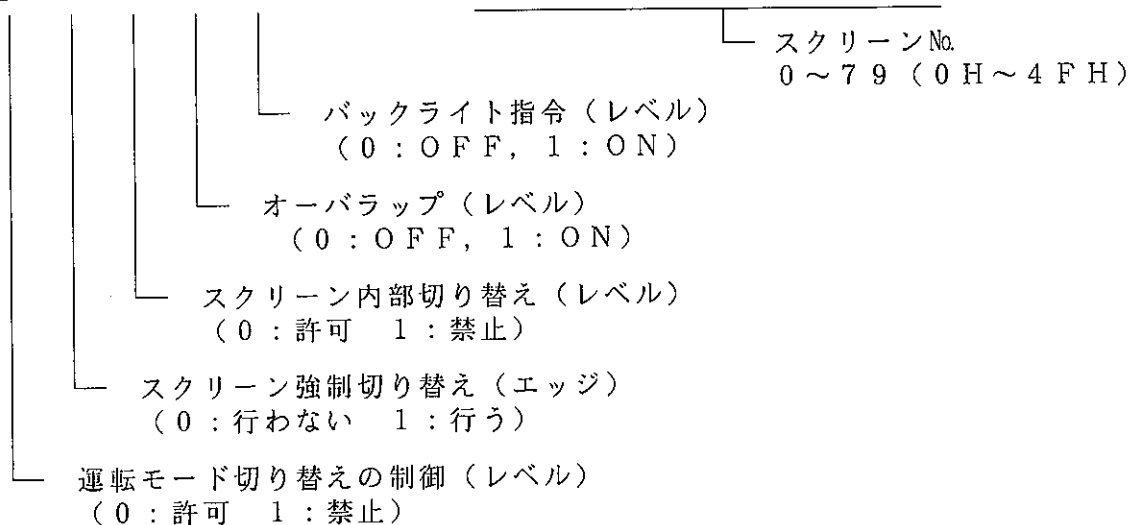 スクリーン№
0～79（0H～4FH）
バックライト指令（レベル）
（0：OFF，1：ON）
オーバラップ（レベル）
（0：OFF，1：ON）
スクリーン内部切り替え（レベル）
（0：許可　1：禁止）
スクリーン強制切り替え（エッジ）
（0：行わない　1：行う）
運転モード切り替えの制御（レベル）
（0：許可　1：禁止）